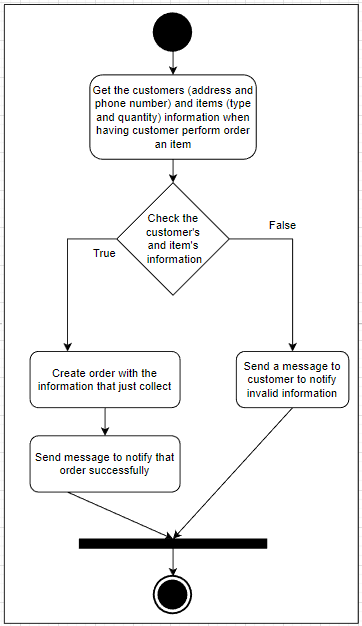 Get the customers (address and
phone number) and items (type
and quantity) information when
having customer perform order
an item
Check the
customer's
and item's
information
False
True
Create order with the
information that just collect
Send a message to
customer to notify
invalid information
Send message to notify that
order successfully